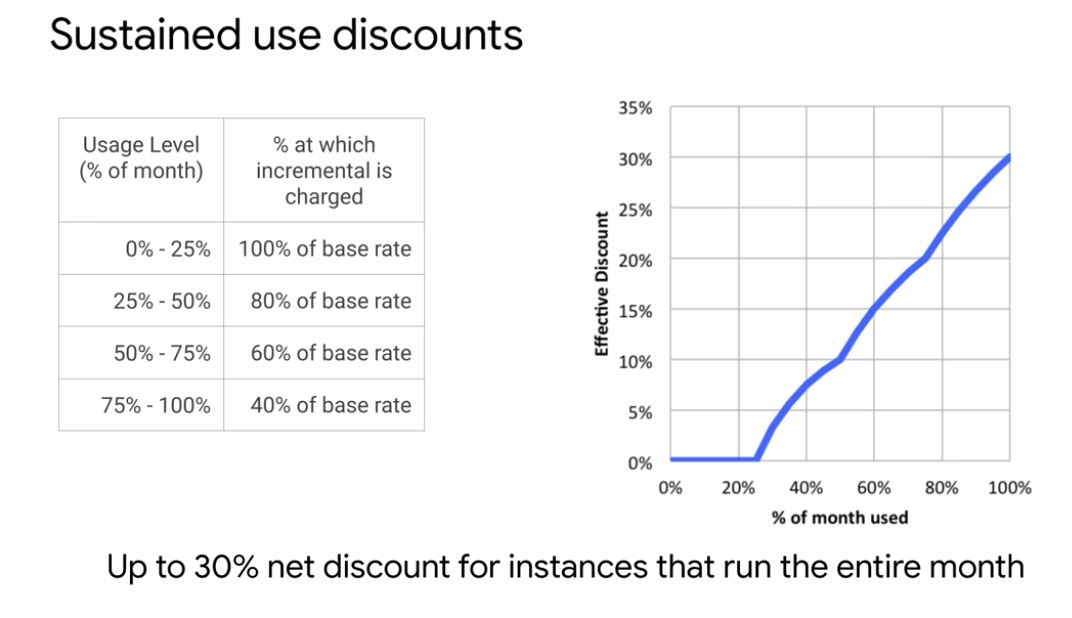 Sustained use discounts
Usage Level
(% of month)
% at which
incremental is
charged
0% - 25%
100% of base rate
25% - 50%
80% of base rate
50% - 75%
60% of base rate
75% - 100%
40% of base rate
35%
30%
25%
20%
15%
10%
5%
0%
Effective Discount
0%
20%
40%
60%
80%
100%
% of month used
Up to 30% net discount for instances that run the entire month